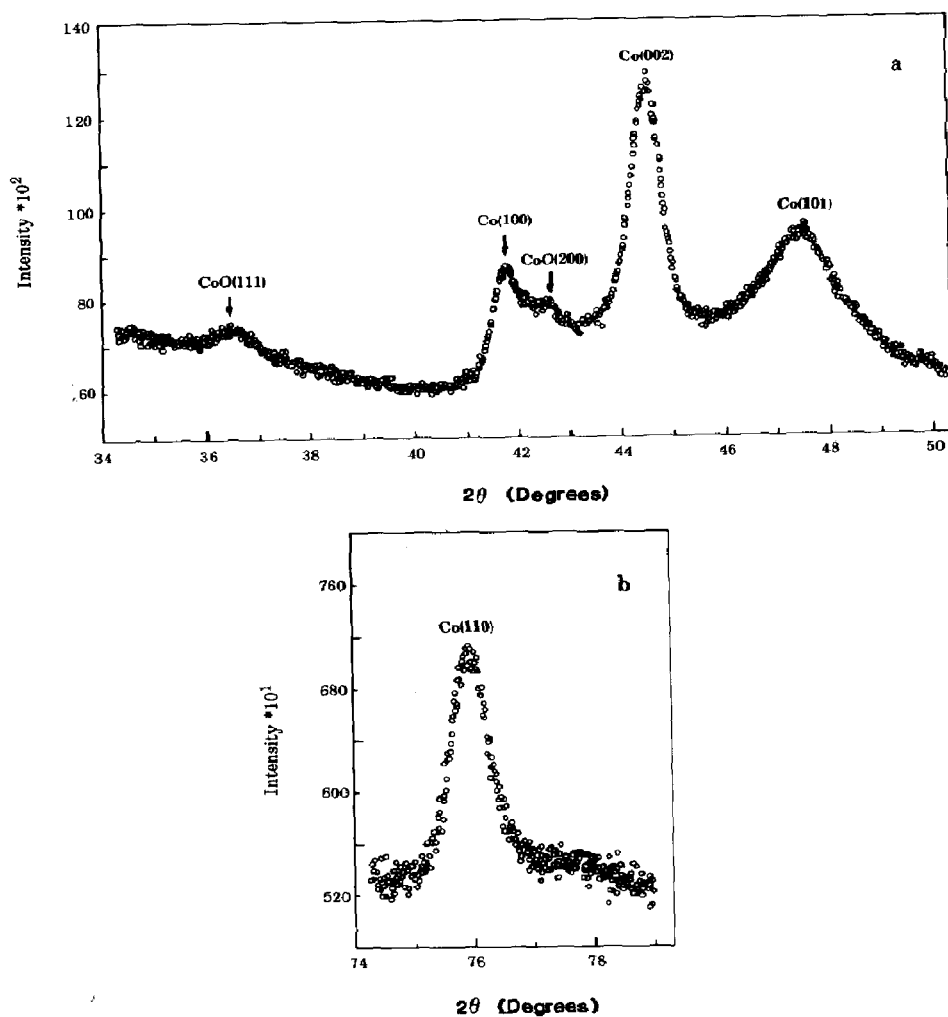 140
120
100
80
60
Intensity *10²
a
Co(002)
Co(100)
Co(101)
CoO(200)
CoO(111)
34
36
38
40
42
44
46
48
50
2θ (Degrees)
760
680
600
520
Intensity *10¹
b
Co(110)
74
76
78
2θ (Degrees)